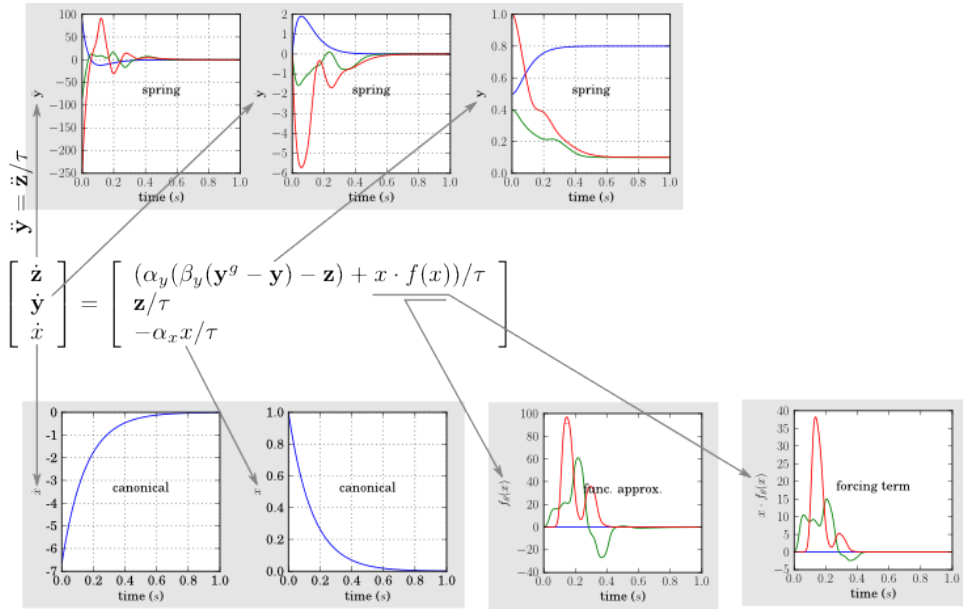 100
50
0
−50
−100
−150
−200
−250
0.0 0.2 0.4 0.6 0.8 1.0
time (s)
ÿ
spring
2
1
0
−1
−2
−3
−4
−5
−6
0.0 0.2 0.4 0.6 0.8 1.0
time (s)
ẏ
spring
1.0
0.8
0.6
0.4
0.2
0.0
0.0 0.2 0.4 0.6 0.8 1.0
time (s)
y
spring
ÿ = z̈/τ
ż
ẏ
ẋ
=
(α_y(β_y(y^g − y) − z) + x · f(x))/τ
z/τ
−α_x x/τ
0
-1
-2
-3
-4
-5
-6
-7
0.0 0.2 0.4 0.6 0.8 1.0
time (s)
ẋ
canonical
1.0
0.8
0.6
0.4
0.2
0.0
0.0 0.2 0.4 0.6 0.8 1.0
time (s)
x
canonical
100
80
60
40
20
0
−20
−40
0.0 0.2 0.4 0.6 0.8 1.0
time (s)
f_θ(x)
func. approx.
40
35
30
25
20
15
10
5
0
−5
0.0 0.2 0.4 0.6 0.8 1.0
time (s)
x · f_θ(x)
forcing term